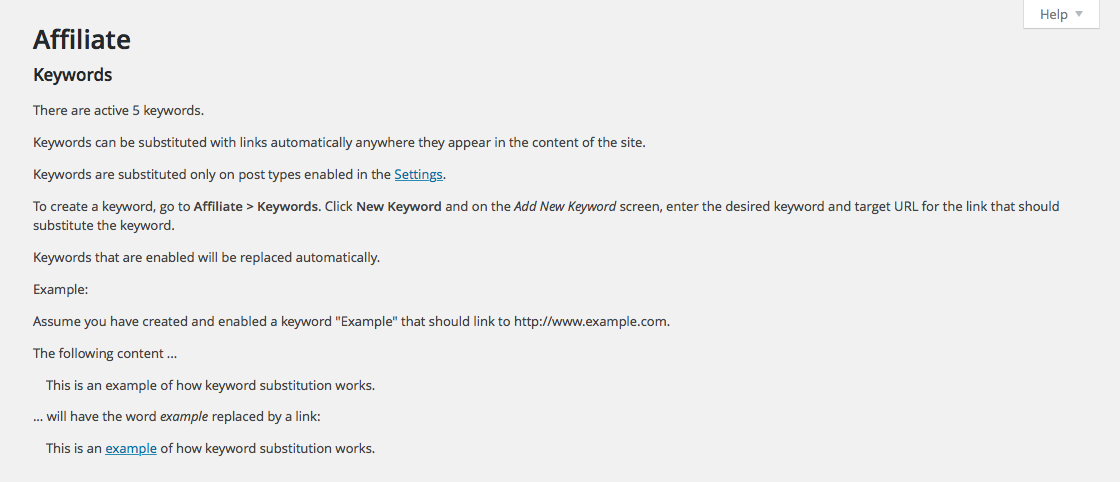 Help
Affiliate
Keywords
There are active 5 keywords.
Keywords can be substituted with links automatically anywhere they appear in the content of the site.
Keywords are substituted only on post types enabled in the Settings.
To create a keyword, go to Affiliate > Keywords. Click New Keyword and on the Add New Keyword screen, enter the desired keyword and target URL for the link that should
substitute the keyword.
Keywords that are enabled will be replaced automatically.
Example:
Assume you have created and enabled a keyword "Example" that should link to http://www.example.com.
The following content ...
This is an example of how keyword substitution works.
... will have the word example replaced by a link:
This is an example of how keyword substitution works.